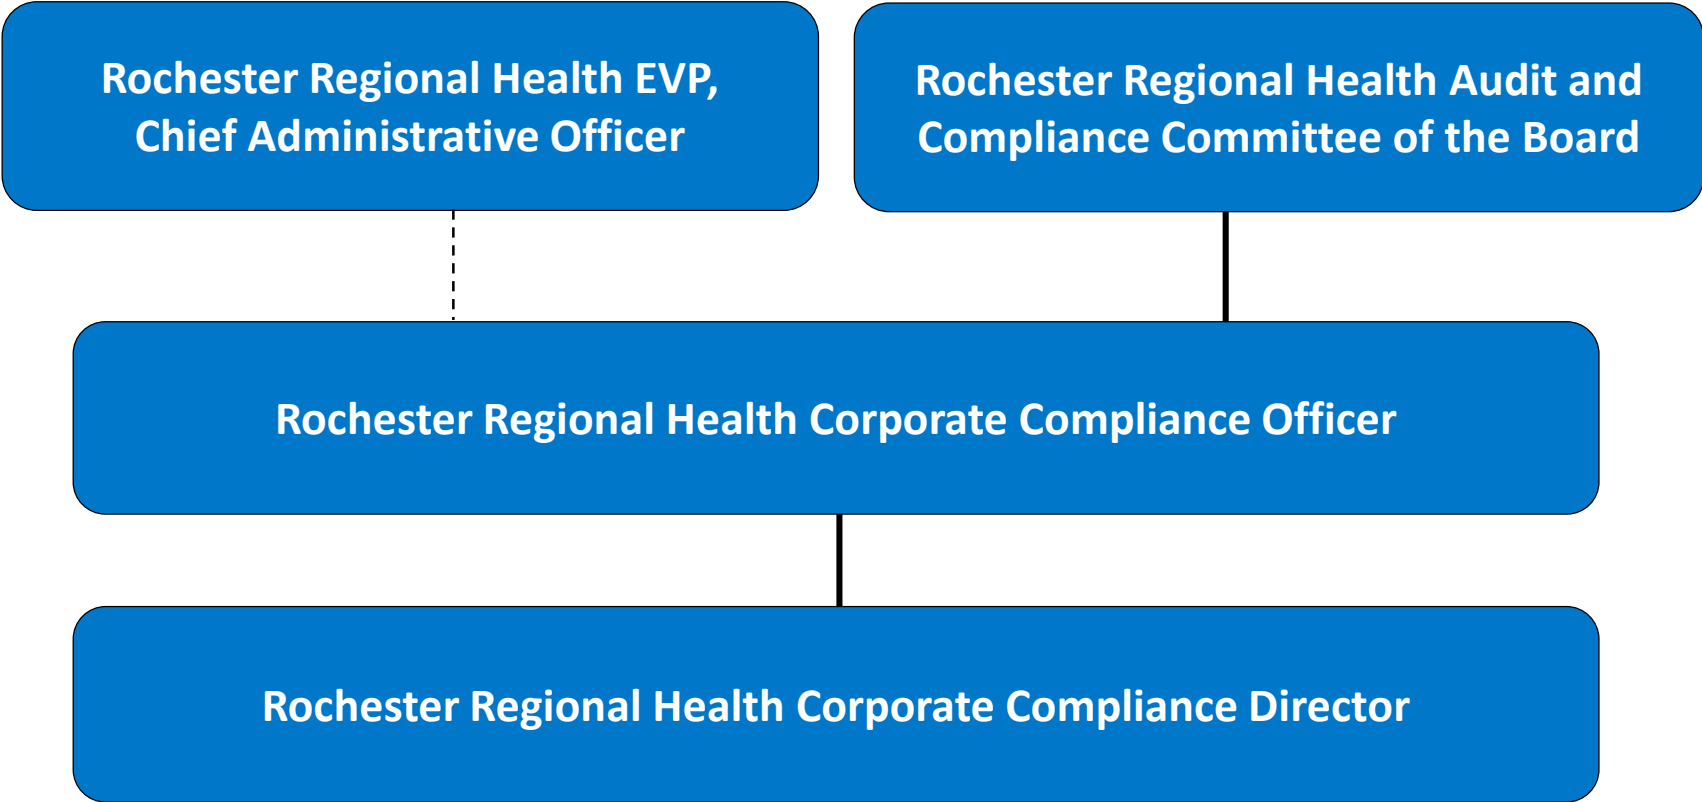 Rochester Regional Health EVP,
Chief Administrative Officer
Rochester Regional Health Audit and
Compliance Committee of the Board
Rochester Regional Health Corporate Compliance Officer
Rochester Regional Health Corporate Compliance Director